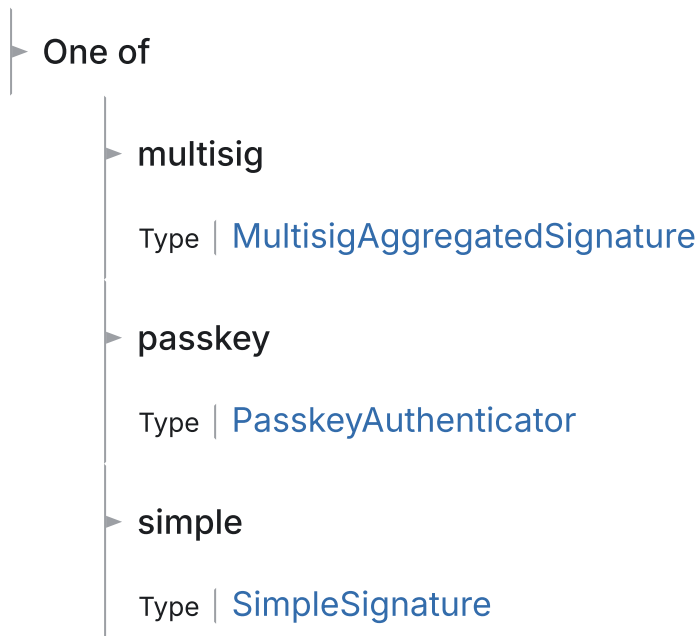 One of
multisig
Type MultisigAggregatedSignature
passkey
Type PasskeyAuthenticator
simple
Type SimpleSignature